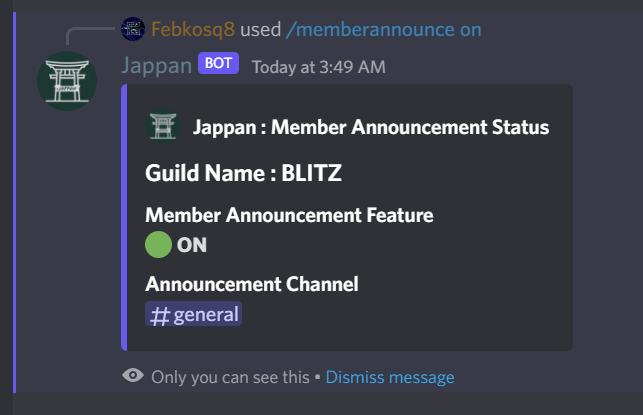 Febkosq8 used /memberannounce on
Jappan BOT Today at 3:49 AM
Jappan : Member Announcement Status
Guild Name : BLITZ
Member Announcement Feature
ON
Announcement Channel
#general
Only you can see this • Dismiss message